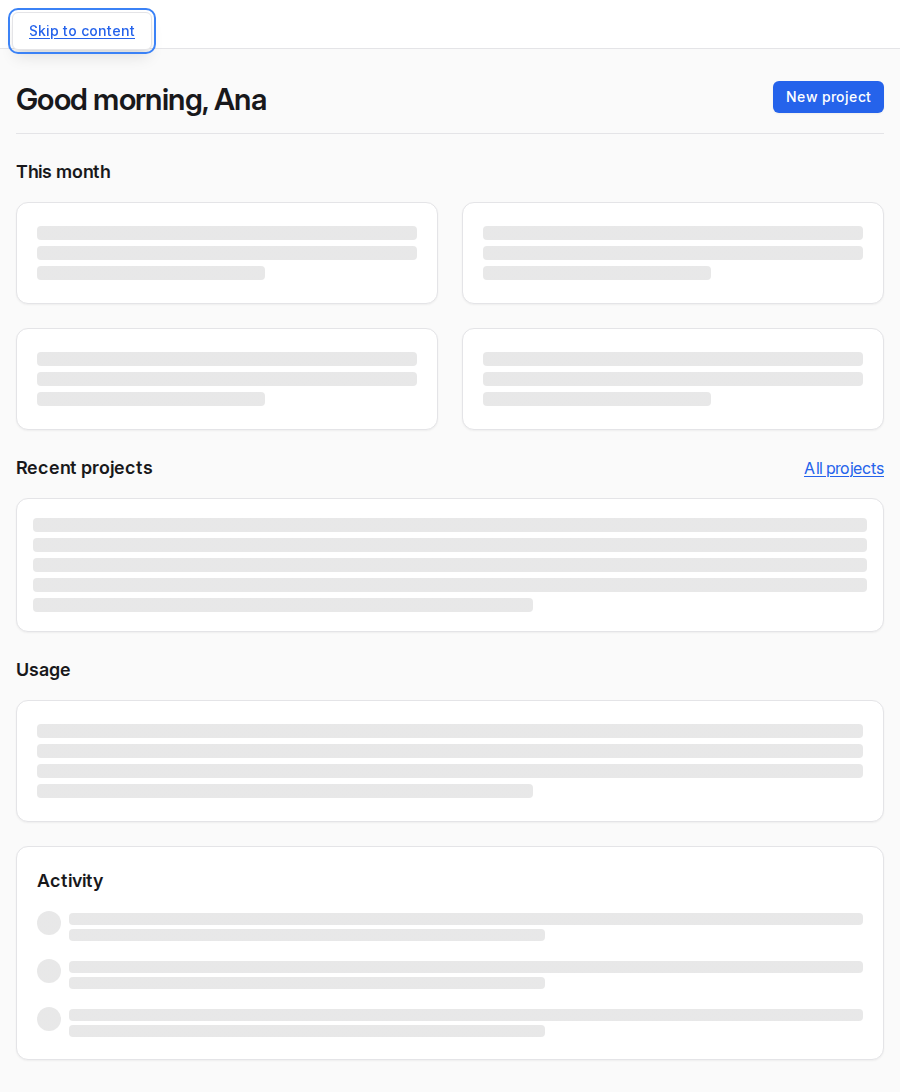 Skip to content
Good morning, Ana
New project
This month
Recent projects
All projects
Usage
Activity